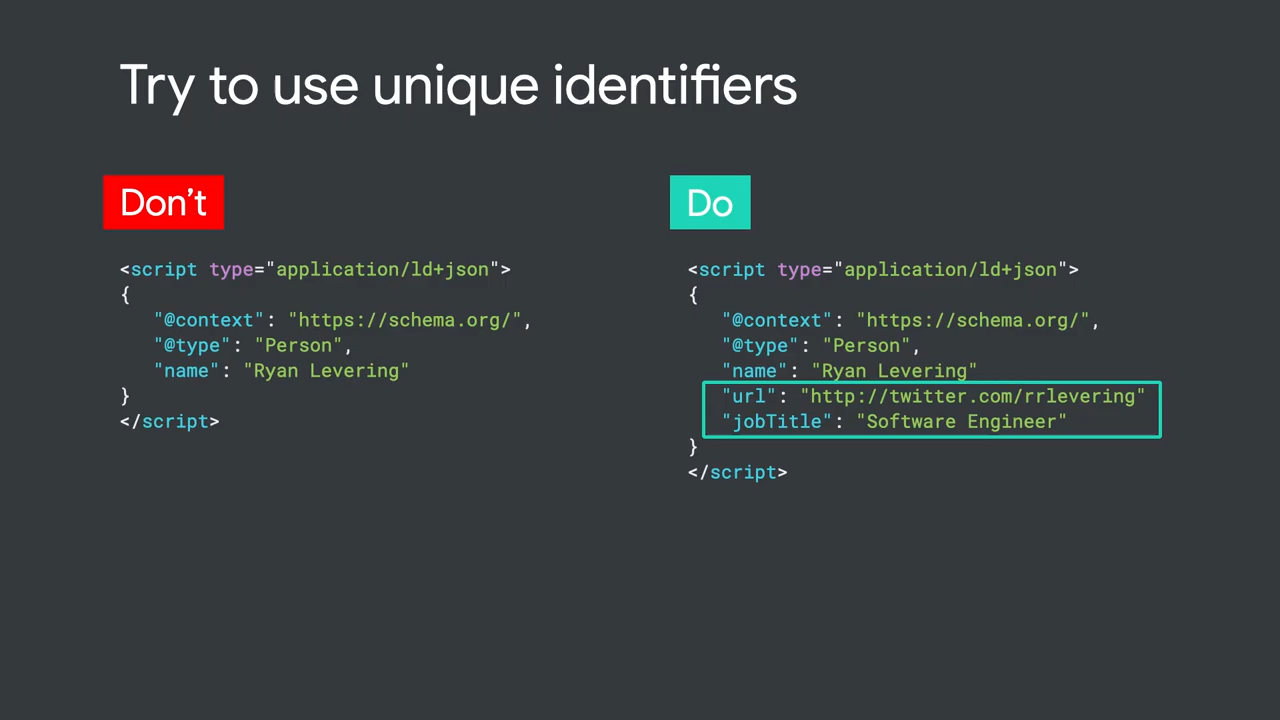 Try to use unique identifiers
Don’t
<script type="application/ld+json">
{
"@context": "https://schema.org/",
"@type": "Person",
"name": "Ryan Levering"
}
</script>
Do
<script type="application/ld+json">
{
"@context": "https://schema.org/",
"@type": "Person",
"name": "Ryan Levering"
"url": "http://twitter.com/rrlevering"
"jobTitle": "Software Engineer"
}
</script>